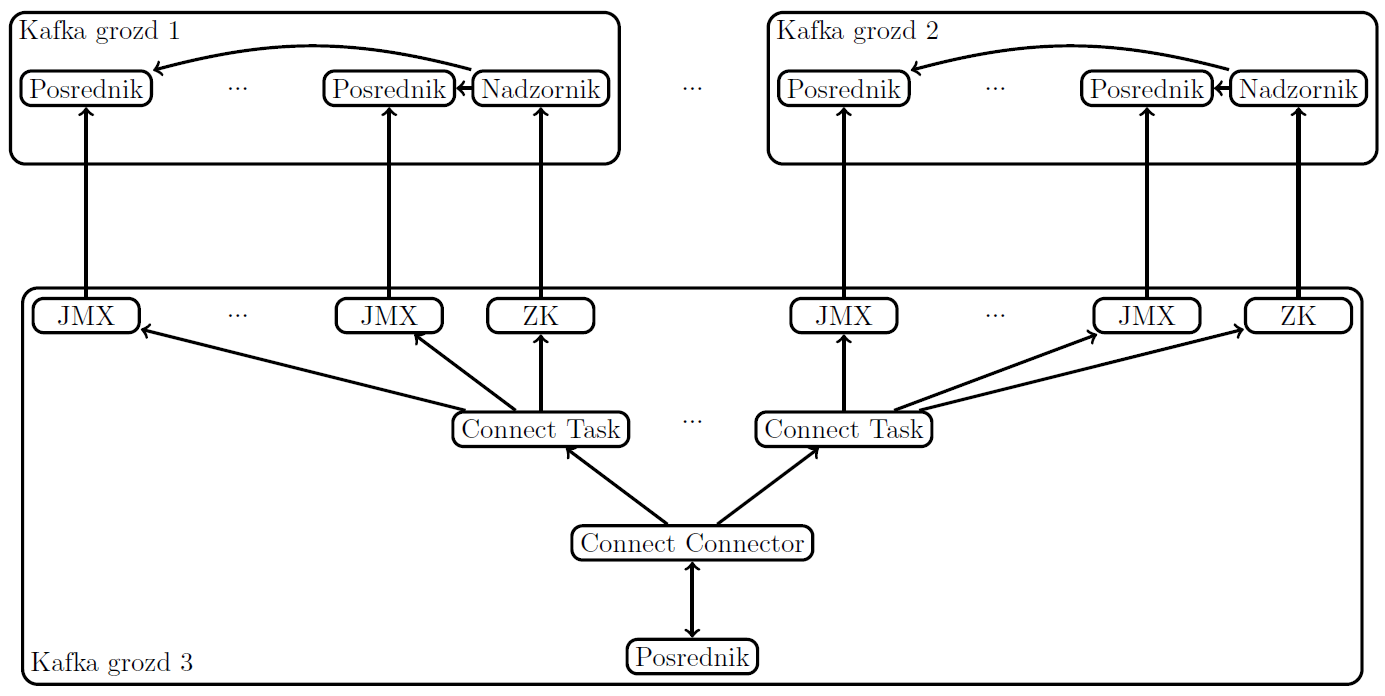 Kafka grozd 1
Kafka grozd 2
Posrednik ... Posrednik Nadzornik ... Posrednik ... Posrednik Nadzornik
JMX ... JMX ZK JMX ... JMX ZK
Connect Task ... Connect Task
Connect Connector
Posrednik
Kafka grozd 3